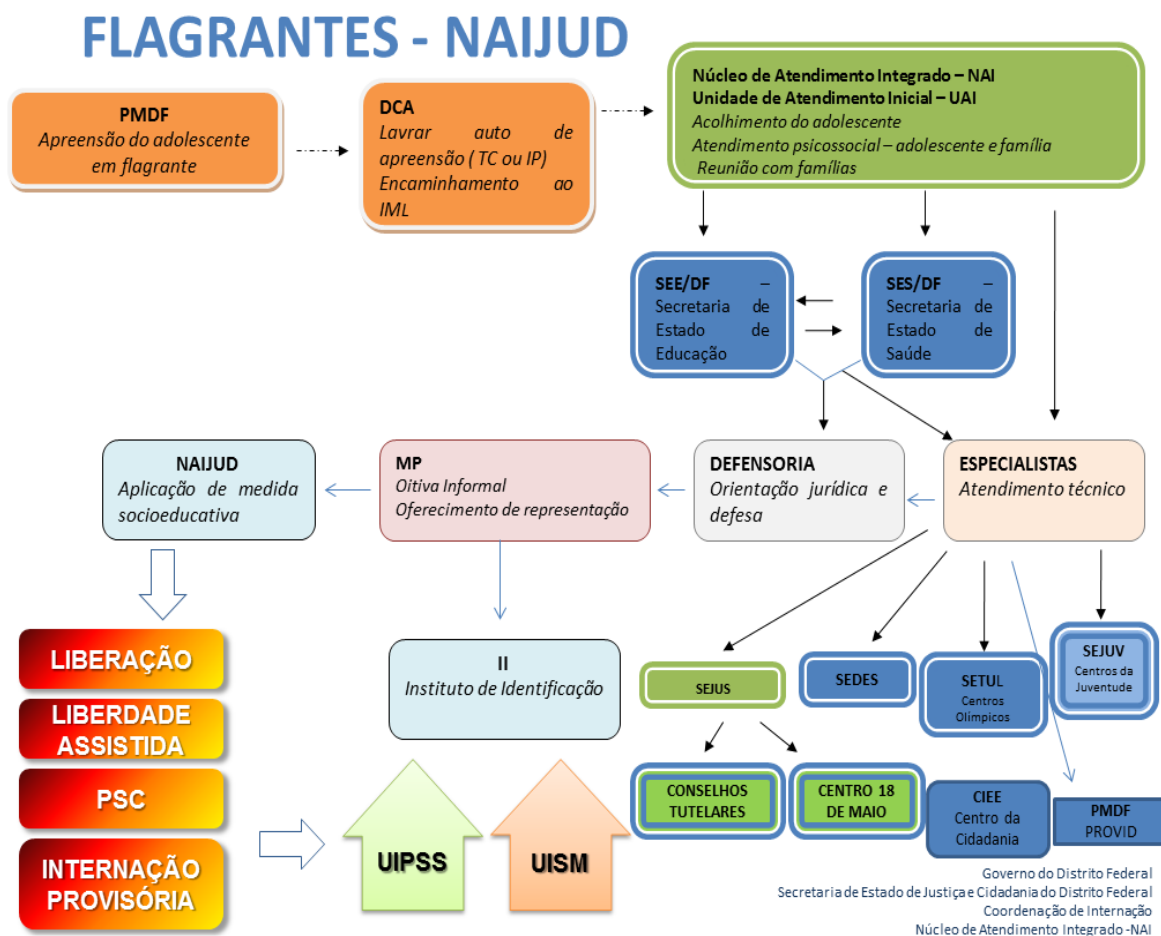 FLAGRANTES - NAIJUD
PMDF
Apreensão do adolescente
em flagrante
DCA
Lavrar auto de
apreensão ( TC ou IP)
Encaminhamento ao
IML
Núcleo de Atendimento Integrado – NAI
Unidade de Atendimento Inicial – UAI
Acolhimento do adolescente
Atendimento psicossocial – adolescente e família
Reunião com famílias
SEE/DF –
Secretaria de
Estado de
Educação
SES/DF –
Secretaria de
Estado de
Saúde
NAIJUD
Aplicação de medida
socioeducativa
MP
Oitiva Informal
Oferecimento de representação
DEFENSORIA
Orientação jurídica e
defesa
ESPECIALISTAS
Atendimento técnico
LIBERAÇÃO
LIBERDADE
ASSISTIDA
PSC
INTERNAÇÃO
PROVISÓRIA
II
Instituto de Identificação
UIPSS
UISM
SEJUS
SEDES
SETUL
Centros
Olímpicos
SEJUV
Centros da
Juventude
CONSELHOS
TUTELARES
CENTRO 18
DE MAIO
CIEE
Centro da
Cidadania
PMDF
PROVID
Governo do Distrito Federal
Secretaria de Estado de Justiça e Cidadania do Distrito Federal
Coordenação de Internação
Núcleo de Atendimento Integrado -NAI